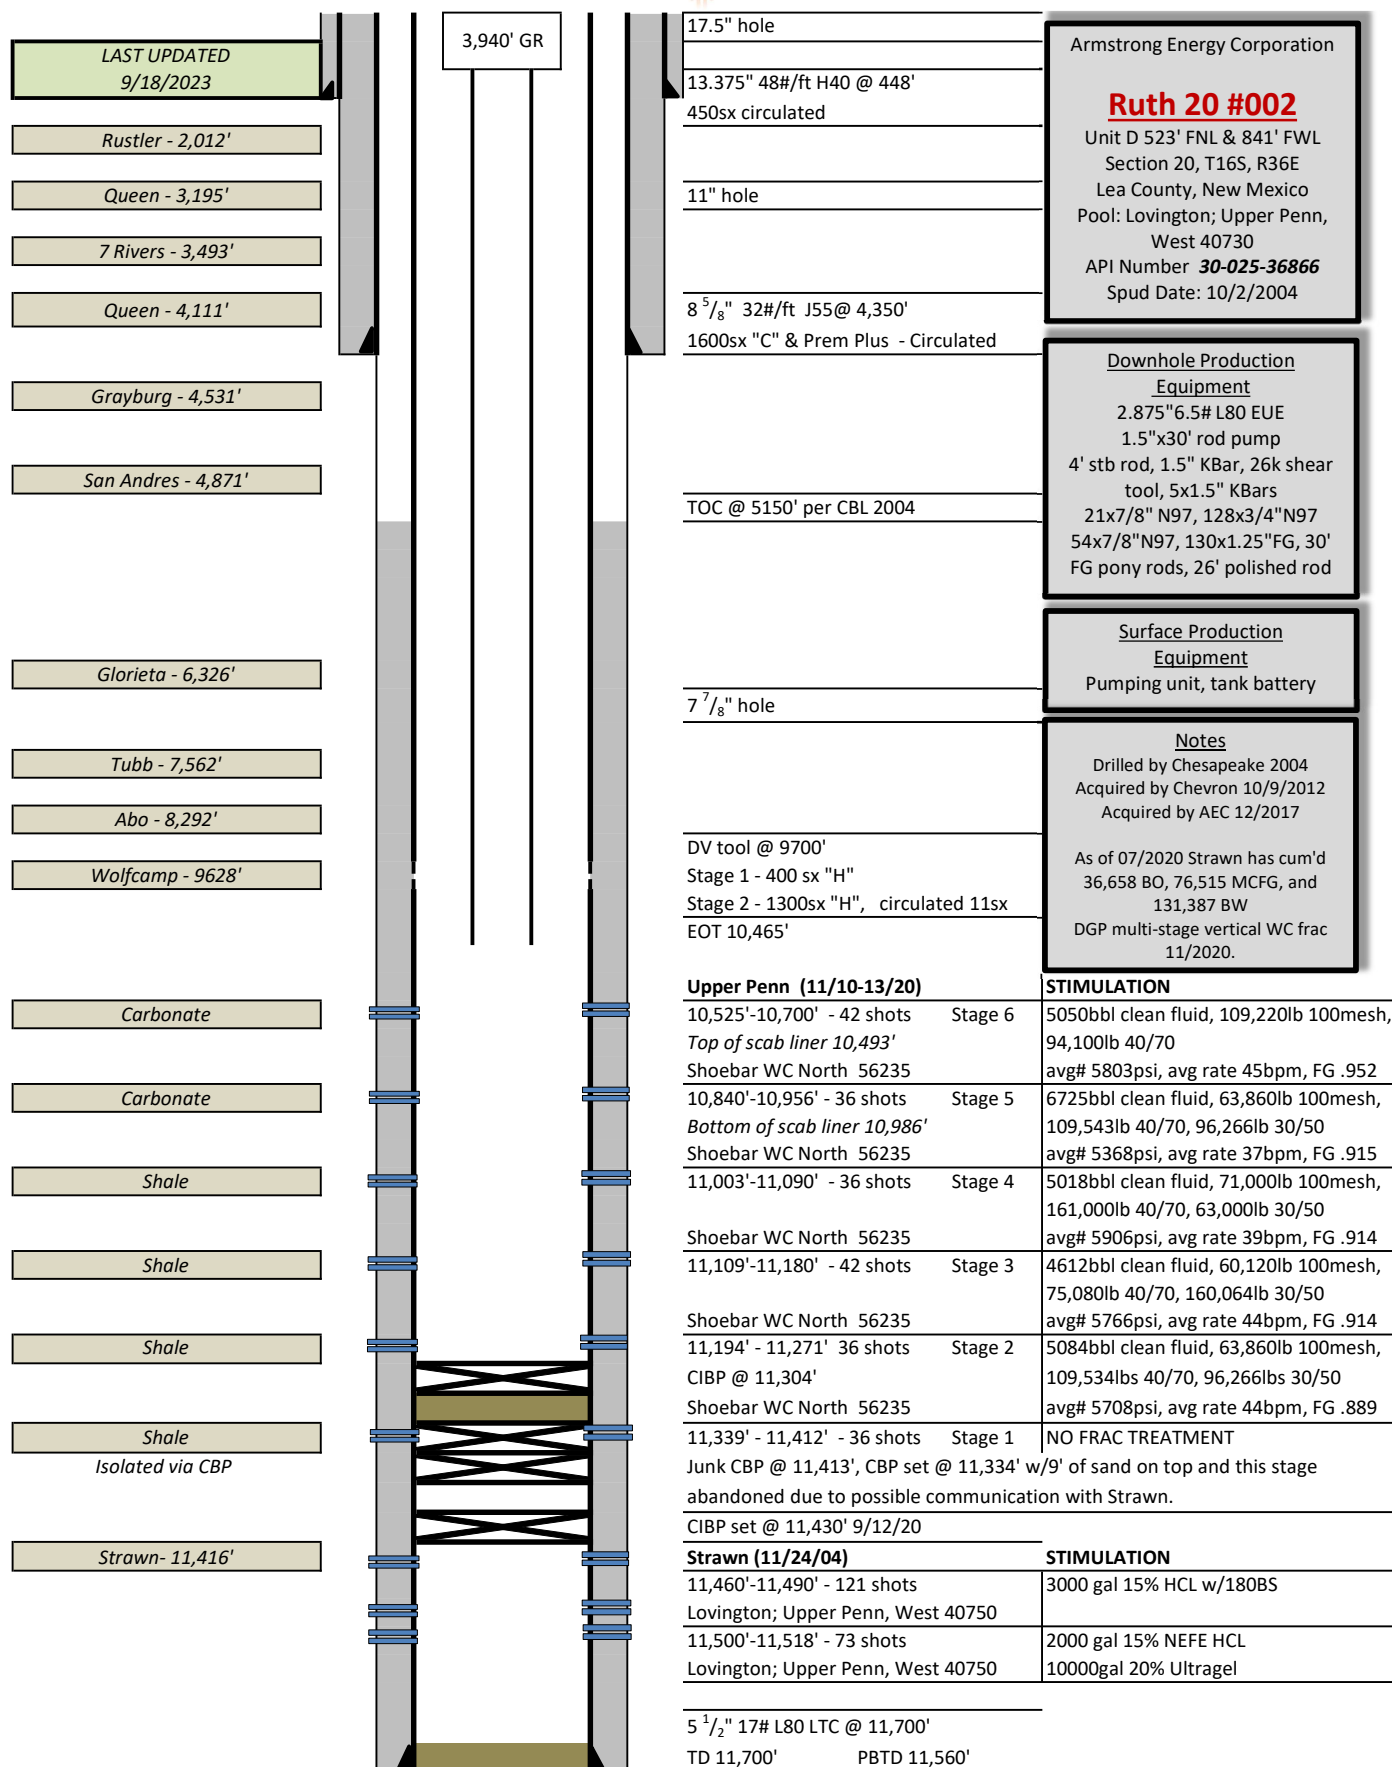 LAST UPDATED
9/18/2023
Rustler - 2,012'
Queen - 3,195'
7 Rivers - 3,493'
Queen - 4,111'
Grayburg - 4,531'
San Andres - 4,871'
Glorieta - 6,326'
Tubb - 7,562'
Abo - 8,292'
Wolfcamp - 9628'
Carbonate
Carbonate
Shale
Shale
Shale
Shale
Isolated via CBP
Strawn- 11,416'
3,940' GR
17.5" hole
13.375" 48#/ft H40 @ 448'
450sx circulated
11" hole
8 5/8" 32#/ft J55@ 4,350'
1600sx "C" & Prem Plus - Circulated
TOC @ 5150' per CBL 2004
7 7/8" hole
DV tool @ 9700'
Stage 1 - 400 sx "H"
Stage 2 - 1300sx "H", circulated 11sx
EOT 10,465'
Armstrong Energy Corporation
Ruth 20 #002
Unit D 523' FNL & 841' FWL
Section 20, T16S, R36E
Lea County, New Mexico
Pool: Lovington; Upper Penn,
West 40730
API Number 30-025-36866
Spud Date: 10/2/2004
Downhole Production
Equipment
2.875"6.5# L80 EUE
1.5"x30' rod pump
4' stb rod, 1.5" KBar, 26k shear
tool, 5x1.5" KBars
21x7/8" N97, 128x3/4"N97
54x7/8"N97, 130x1.25"FG, 30'
FG pony rods, 26' polished rod
Surface Production
Equipment
Pumping unit, tank battery
Notes
Drilled by Chesapeake 2004
Acquired by Chevron 10/9/2012
Acquired by AEC 12/2017
As of 07/2020 Strawn has cum'd
36,658 BO, 76,515 MCFG, and
131,387 BW
DGP multi-stage vertical WC frac
11/2020.
Upper Penn (11/10-13/20) STIMULATION
10,525'-10,700' - 42 shots Stage 6 5050bbl clean fluid, 109,220lb 100mesh,
Top of scab liner 10,493' 94,100lb 40/70
Shoebar WC North 56235 avg# 5803psi, avg rate 45bpm, FG .952
10,840'-10,956' - 36 shots Stage 5 6725bbl clean fluid, 63,860lb 100mesh,
Bottom of scab liner 10,986' 109,543lb 40/70, 96,266lb 30/50
Shoebar WC North 56235 avg# 5368psi, avg rate 37bpm, FG .915
11,003'-11,090' - 36 shots Stage 4 5018bbl clean fluid, 71,000lb 100mesh,
161,000lb 40/70, 63,000lb 30/50
Shoebar WC North 56235 avg# 5906psi, avg rate 39bpm, FG .914
11,109'-11,180' - 42 shots Stage 3 4612bbl clean fluid, 60,120lb 100mesh,
75,080lb 40/70, 160,064lb 30/50
Shoebar WC North 56235 avg# 5766psi, avg rate 44bpm, FG .914
11,194' - 11,271' 36 shots Stage 2 5084bbl clean fluid, 63,860lb 100mesh,
CIBP @ 11,304' 109,534lbs 40/70, 96,266lbs 30/50
Shoebar WC North 56235 avg# 5708psi, avg rate 44bpm, FG .889
11,339' - 11,412' - 36 shots Stage 1 NO FRAC TREATMENT
Junk CBP @ 11,413', CBP set @ 11,334' w/9' of sand on top and this stage
abandoned due to possible communication with Strawn.
CIBP set @ 11,430' 9/12/20
Strawn (11/24/04) STIMULATION
11,460'-11,490' - 121 shots 3000 gal 15% HCL w/180BS
Lovington; Upper Penn, West 40750
11,500'-11,518' - 73 shots 2000 gal 15% NEFE HCL
Lovington; Upper Penn, West 40750 10000gal 20% Ultragel
5 1/2" 17# L80 LTC @ 11,700'
TD 11,700' PBTD 11,560'